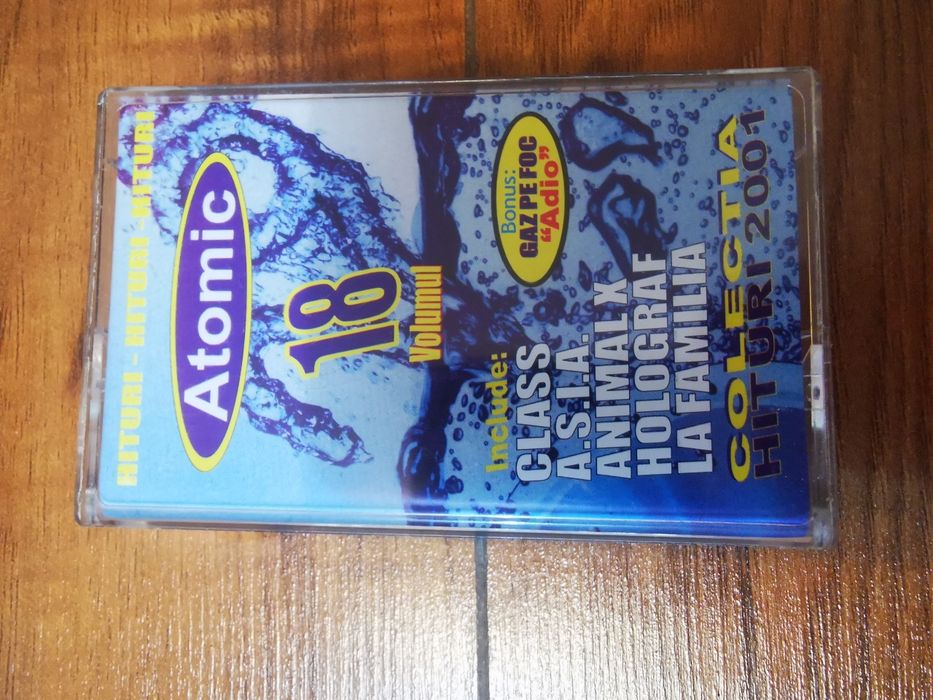 HITURI - HITURI - HITURI -HITURI
Atomic
18
Volumul
Bonus:
GAZ PE FOC
"Adio"
Include:
CLASS
A.S.I.A.
ANIMAL X
HOLOGRAF
LA FAMILIA
COLECTIA
HITURI 2001